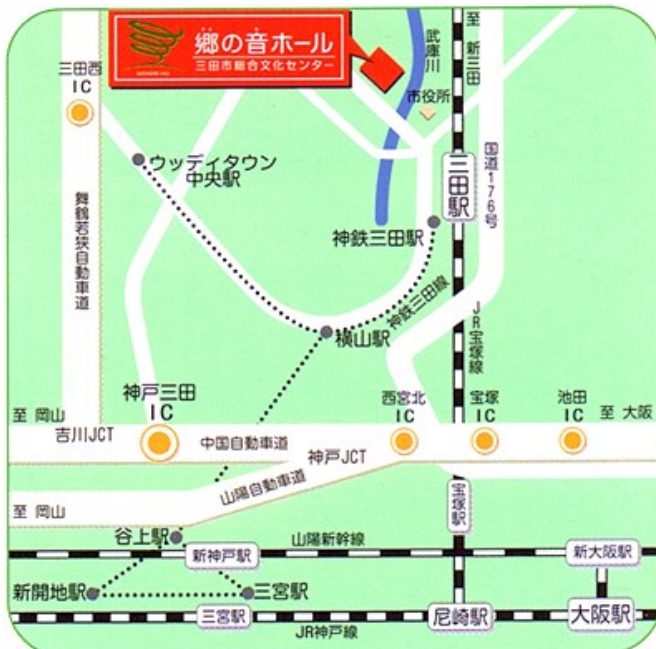 郷の音ホール
三田市総合文化センター
武庫川
至 新三田
三田西
IC
市役所
国道176号
ウッディタウン
中央駅
三田駅
舞鶴若狭自動車道
神鉄三田駅
神鉄三田線
JR宝塚線
横山駅
神戸三田
IC
西宮北
IC
宝塚
IC
池田
IC
至 岡山
至 大阪
吉川JCT
中国自動車道
神戸JCT
山陽自動車道
至 岡山
宝塚駅
谷上駅
山陽新幹線
新神戸駅
新大阪駅
新開地駅
三宮駅
三宮駅
尼崎駅
大阪駅
JR神戸線